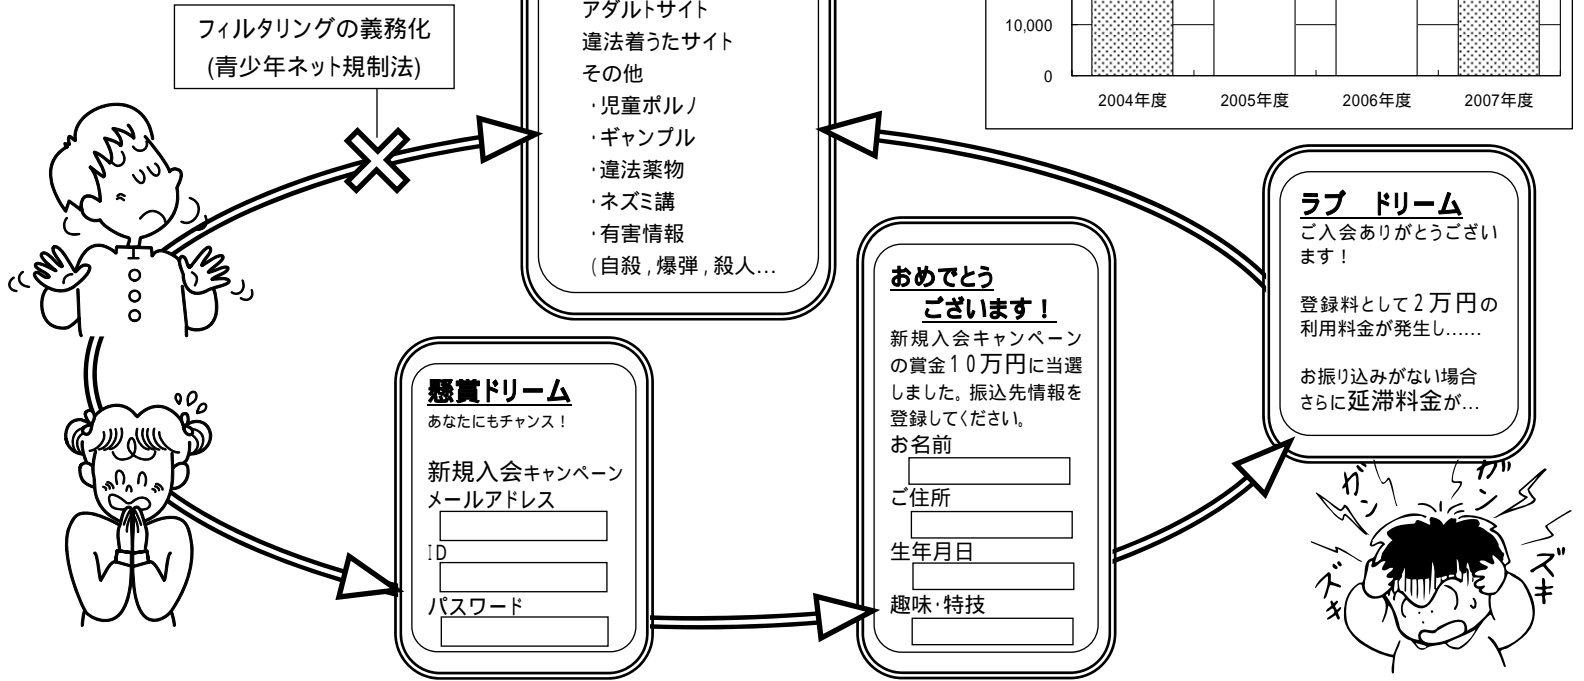 フィルタリングの義務化
(青少年ネット規制法)
アダルトサイト
違法着うたサイト
その他
・児童ポルノ
・ギャンブル
・違法薬物
・ネズミ講
・有害情報
(自殺,爆弾,殺人…
10,000
0
2004年度
2005年度
2006年度
2007年度
懸賞ドリーム
あなたにもチャンス！
新規入会キャンペーン
メールアドレス
ID
パスワード
おめでとう
ございます！
新規入会キャンペーン
の賞金10万円に当選
しました。振込先情報を
登録してください。
お名前
ご住所
生年月日
趣味・特技
ラブ　ドリーム
ご入会ありがとうござい
ます！
登録料として2万円の
利用料金が発生し……
お振り込みがない場合
さらに延滞料金が…
ガン
ガン
ズキ
ズキ